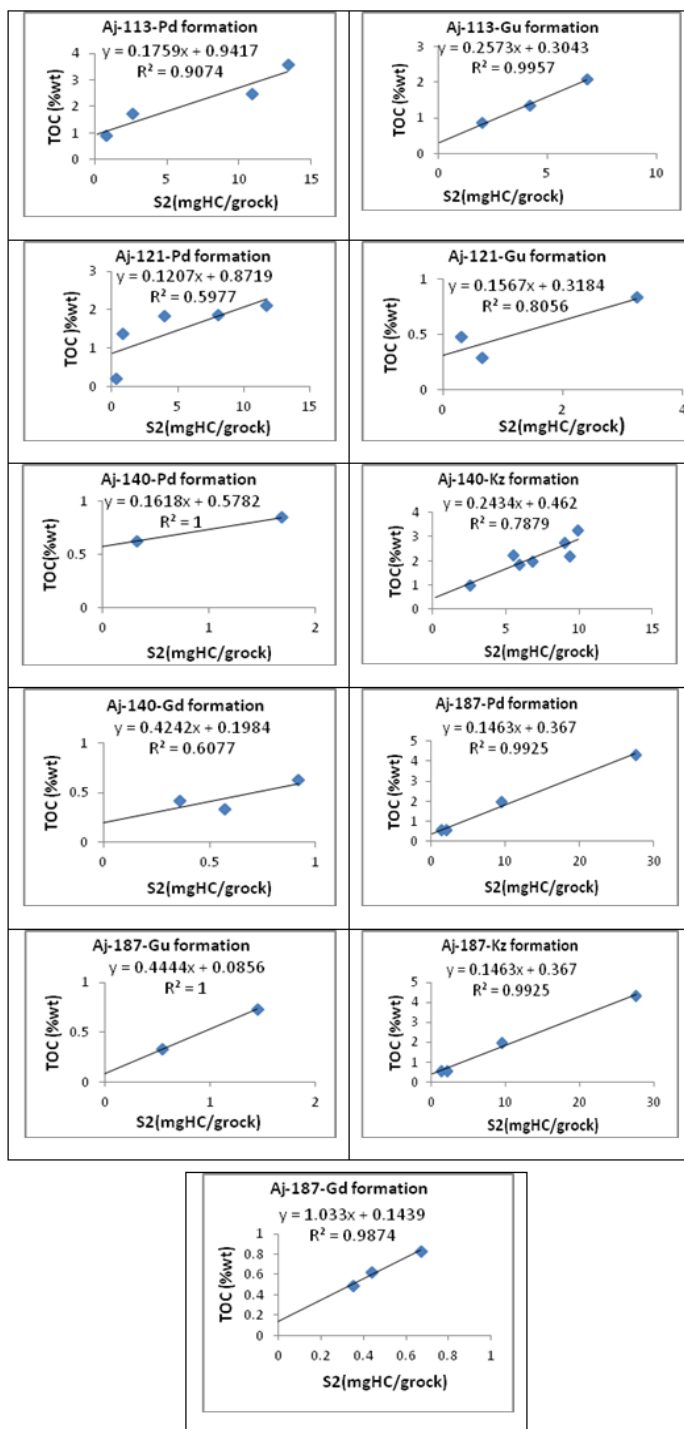 Aj-113-Pd formation
y = 0.1759x + 0.9417
R² = 0.9074
TOC (%wt)
4
3
2
1
0
0 5 10 15
S2(mgHC/grock)
Aj-113-Gu formation
y = 0.2573x + 0.3043
R² = 0.9957
TOC (%wt)
3
2
1
0
0 5 10
S2(mgHC/grock)
Aj-121-Pd formation
y = 0.1207x + 0.8719
R² = 0.5977
TOC )%wt)
3
2
1
0
0 5 10 15
S2(mgHC/grock)
Aj-121-Gu formation
y = 0.1567x + 0.3184
R² = 0.8056
TOC (%wt)
1
0.5
0
0 2 4
S2(mgHC/grock)
Aj-140-Pd formation
y = 0.1618x + 0.5782
R² = 1
TOC(%wt)
1
0.5
0
0 1 2
S2(mgHC/grock)
Aj-140-Kz formation
y = 0.2434x + 0.462
R² = 0.7879
TOC(%wt)
4
3
2
1
0
0 5 10 15
S2(mgHC/grock)
Aj-140-Gd formation
y = 0.4242x + 0.1984
R² = 0.6077
TOC (%wt)
1
0.5
0
0 0.5 1
S2(mgHC/grock)
Aj-187-Pd formation
y = 0.1463x + 0.367
R² = 0.9925
TOC (%wt)
5
4
3
2
1
0
0 10 20 30
S2(mgHC/grock)
Aj-187-Gu formation
y = 0.4444x + 0.0856
R² = 1
TOC (%wt)
1
0.5
0
0 1 2
S2(mgHC/grock)
Aj-187-Kz formation
y = 0.1463x + 0.367
R² = 0.9925
TOC (%wt)
5
4
3
2
1
0
0 10 20 30
S2(mgHC/grock)
Aj-187-Gd formation
y = 1.033x + 0.1439
R² = 0.9874
TOC (%wt)
1
0.8
0.6
0.4
0.2
0
0 0.2 0.4 0.6 0.8 1
S2(mgHC/grock)